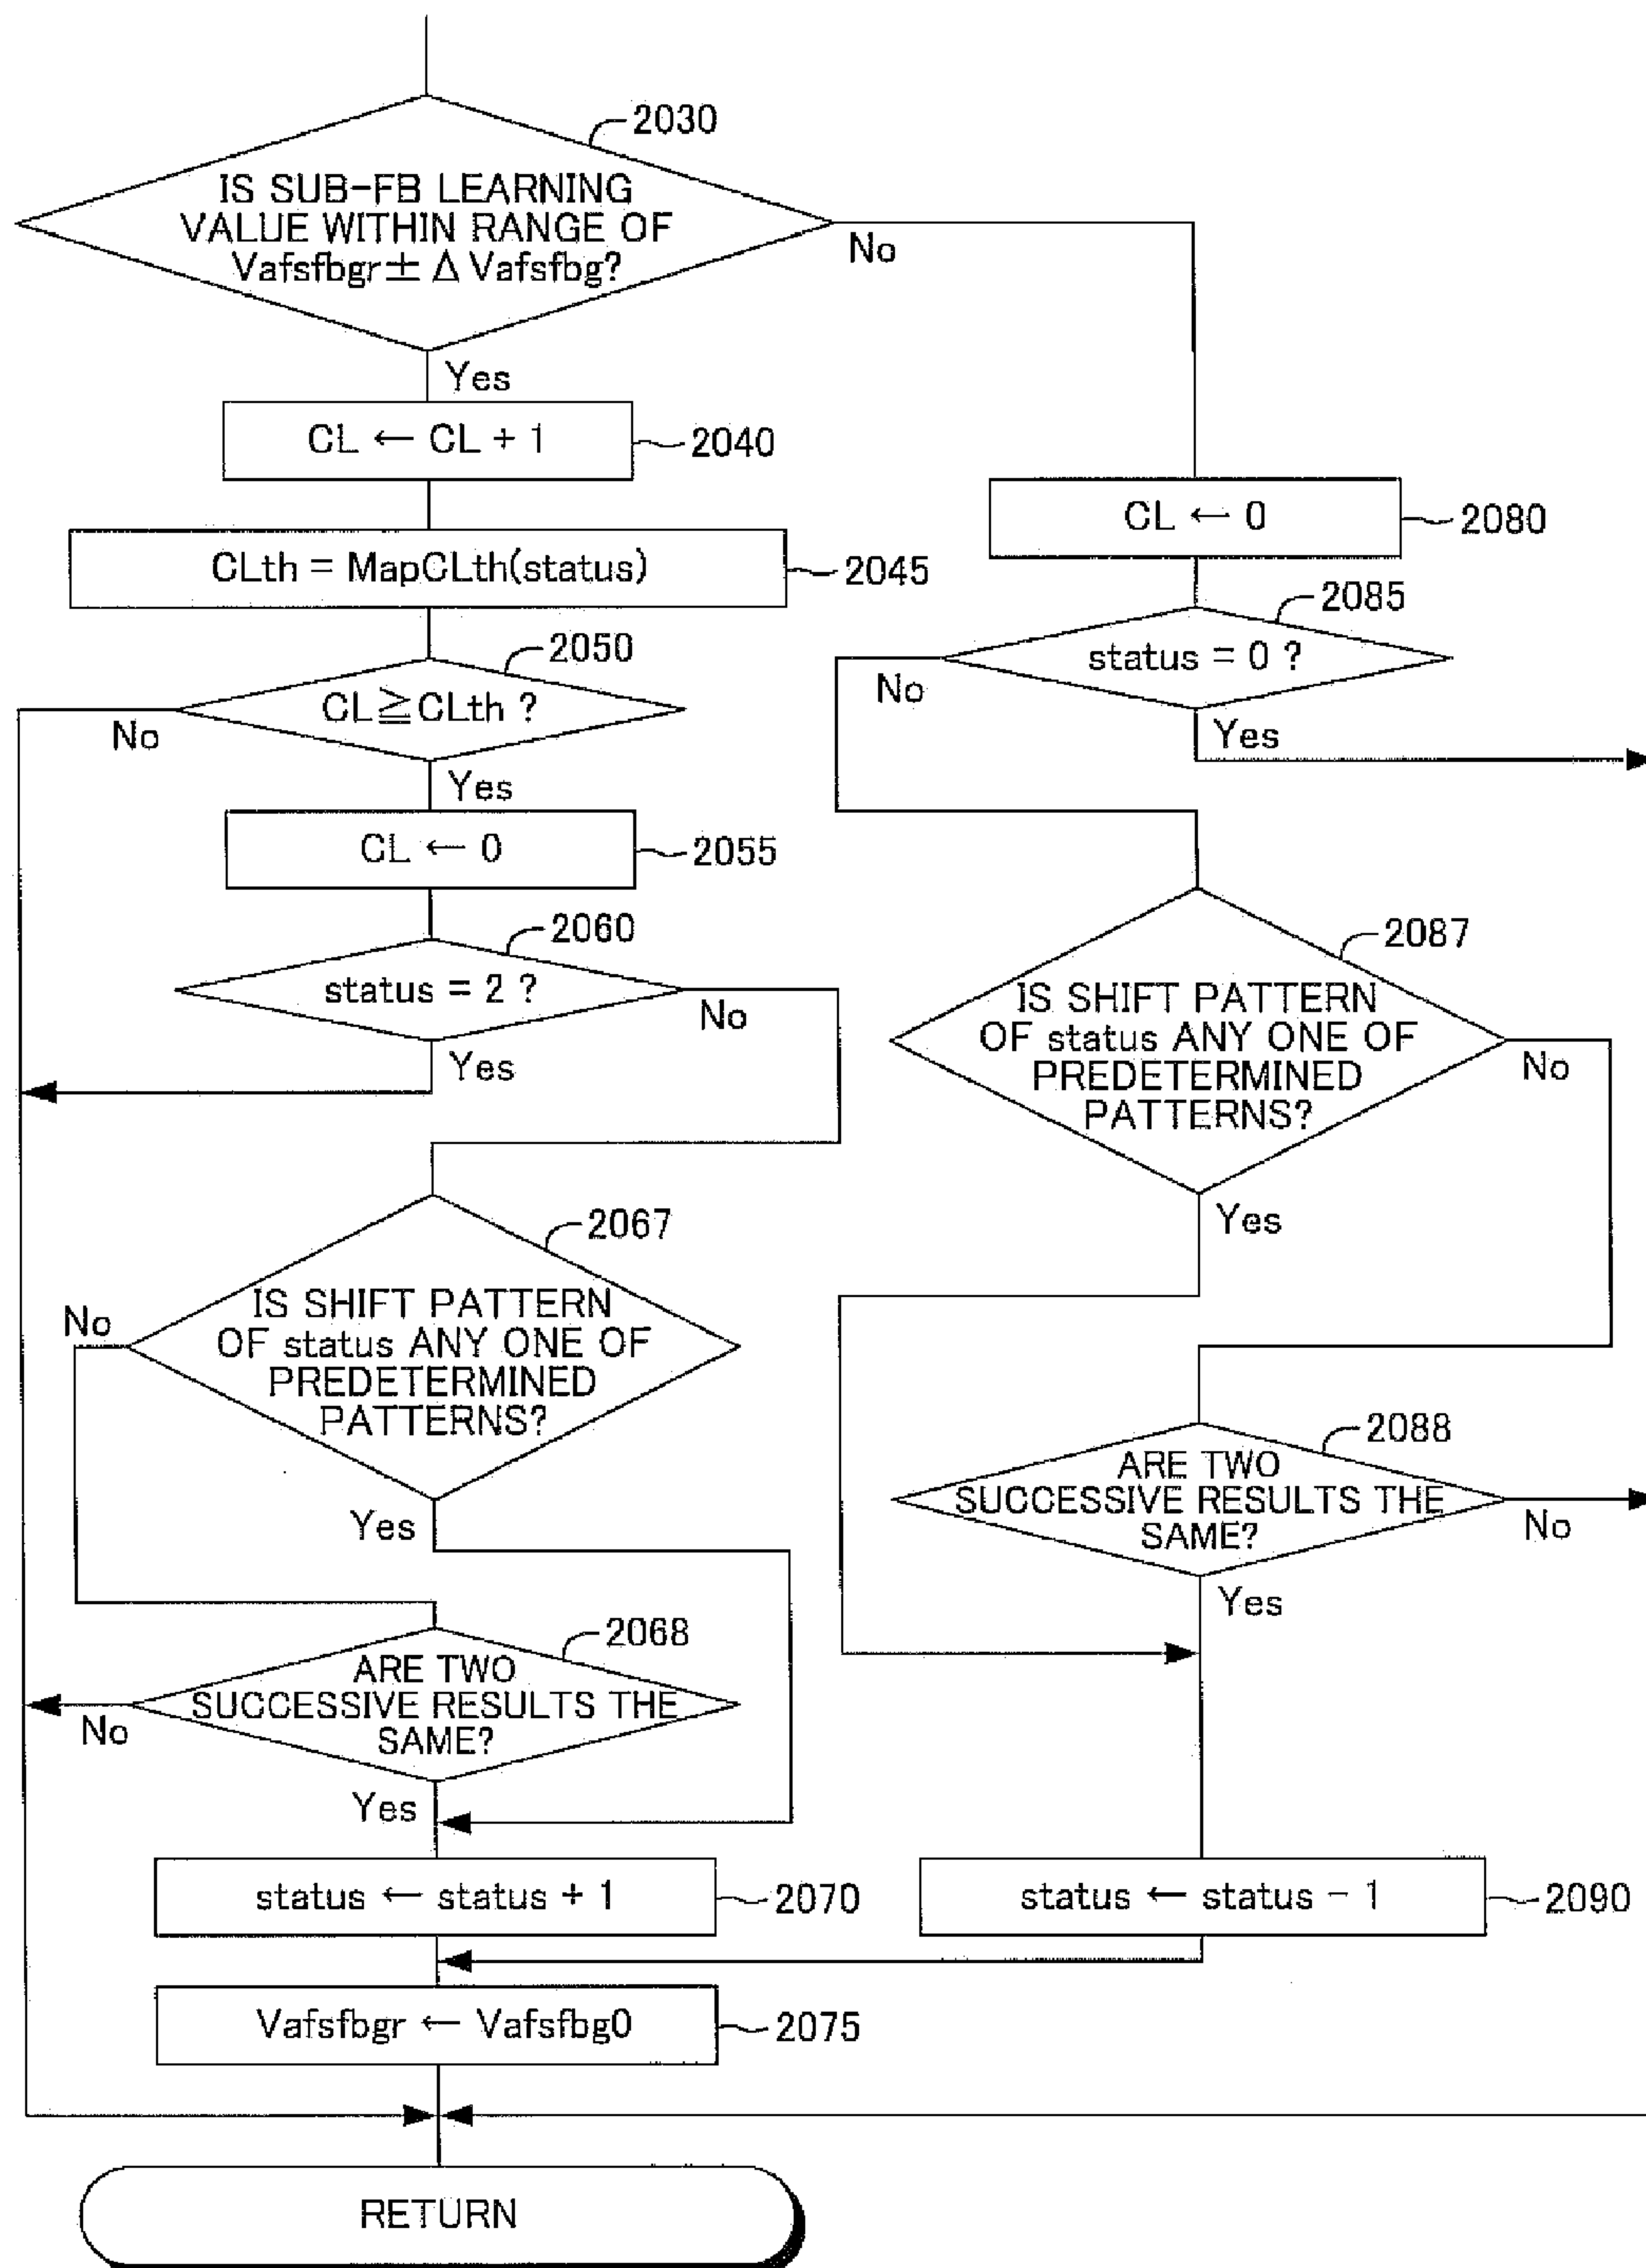 2030
IS SUB-FB LEARNING
VALUE WITHIN RANGE OF
Vafsfbgr± Δ Vafsfbg?
No
Yes
CL ← CL + 1
2040
CLth = MapCLth(status)
2045
2050
CL≧CLth ?
No
Yes
CL ← 0
2055
2060
status = 2 ?
No
Yes
2067
IS SHIFT PATTERN
OF status ANY ONE OF
PREDETERMINED
PATTERNS?
No
Yes
2068
ARE TWO
SUCCESSIVE RESULTS THE
SAME?
No
Yes
status ← status + 1
2070
Vafsfbgr ← Vafsfbg0
2075
CL ← 0
2080
2085
status = 0 ?
No
Yes
2087
IS SHIFT PATTERN
OF status ANY ONE OF
PREDETERMINED
PATTERNS?
No
Yes
2088
ARE TWO
SUCCESSIVE RESULTS THE
SAME?
No
Yes
status ← status − 1
2090
RETURN